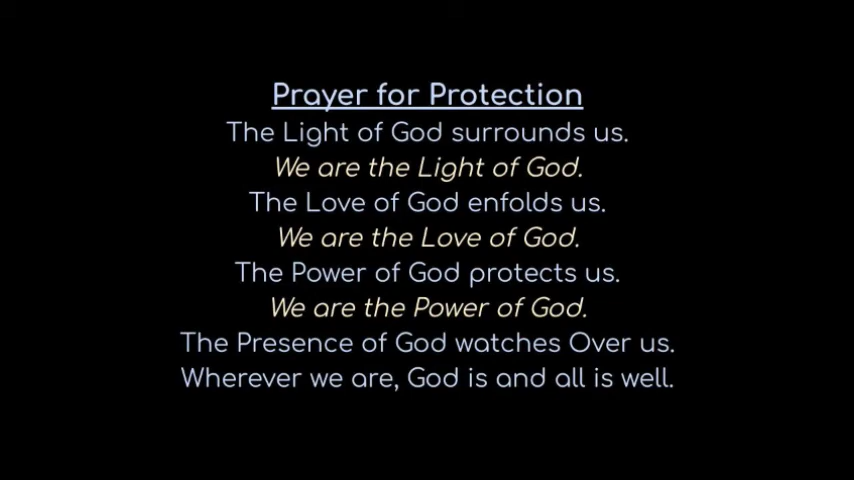 Prayer for Protection
The Light of God surrounds us.
We are the Light of God.
The Love of God enfolds us.
We are the Love of God.
The Power of God protects us.
We are the Power of God.
The Presence of God watches Over us.
Wherever we are, God is and all is well.